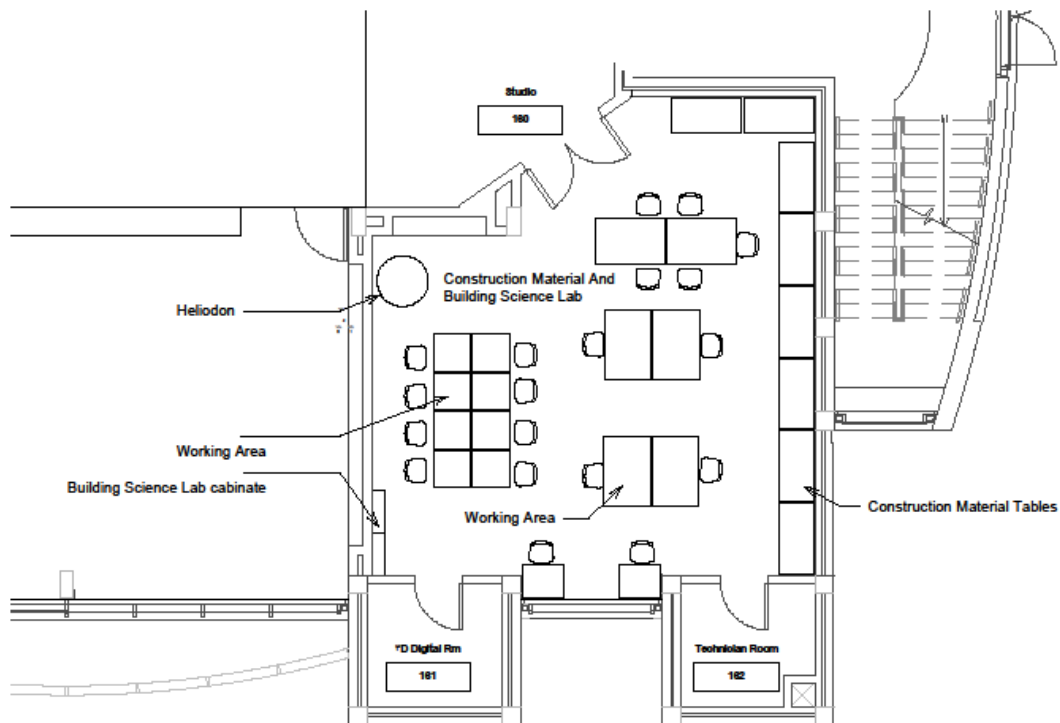 Studio
160
Construction Material And
Building Science Lab
Heliodon
Working Area
Building Science Lab cabinate
Working Area
Construction Material Tables
٣D Digital Rm
161
Technician Room
162